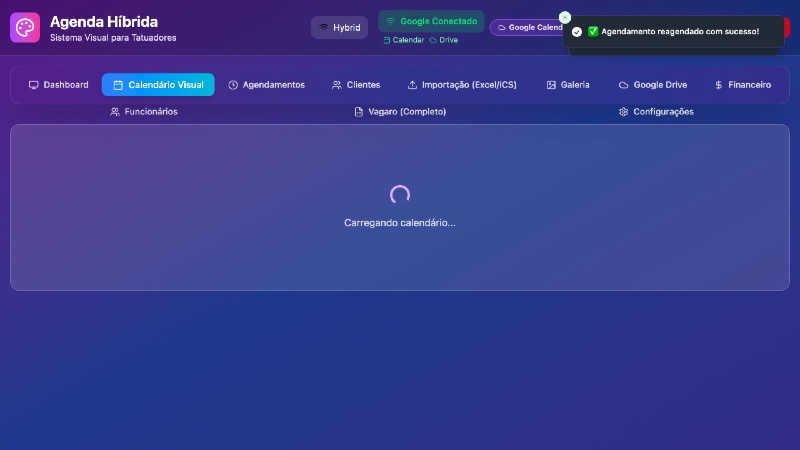 Agenda Híbrida
Sistema Visual para Tatuadores
Hybrid
Google Conectado
Calendar Drive
Google Calend
✅ Agendamento reagendado com sucesso!
Dashboard Calendário Visual Agendamentos Clientes Importação (Excel/ICS) Galeria Google Drive Financeiro
Funcionários Vagaro (Completo) Configurações
Carregando calendário...